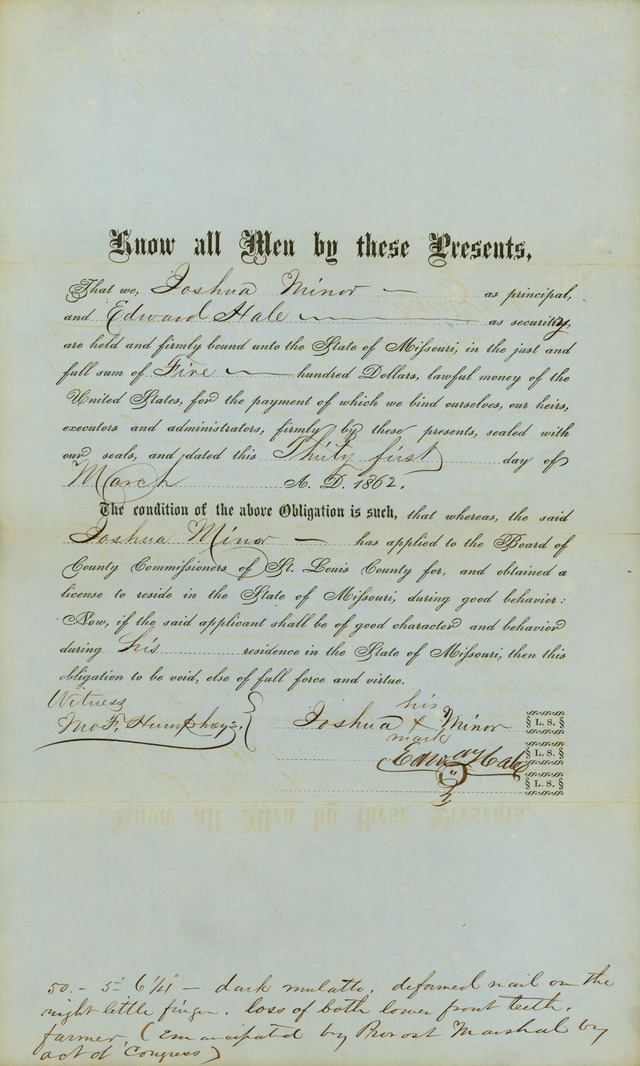 Know all Men by these Presents,
That we, Joshua Minor — as principal,
and Edward Hale — as security,
are held and firmly bound unto the State of Missouri, in the just and
full sum of Five — hundred Dollars, lawful money of the
United States, for the payment of which we bind ourselves, our heirs,
executors and administrators, firmly by these presents, sealed with
our seals, and dated this Thirty first day of
March A. D. 1862.
The condition of the above Obligation is such, that whereas, the said
Joshua Minor — has applied to the Board of
County Commissioners of St. Louis County for, and obtained a
license to reside in the State of Missouri, during good behavior:
Now, if the said applicant shall be of good character and behavior
during his residence in the State of Missouri, then this
obligation to be void, else of full force and virtue.
Witness
his
F. Humphreys. Joshua x Minor L. S.
mark
Edward Hale L. S.
L. S.
50 – 5' 6 1/4 – dark mulatto, deformed nail on the
right little finger, loss of both lower front teeth.
farmer. (Emancipated by Provost Marshal by
act of Congress)